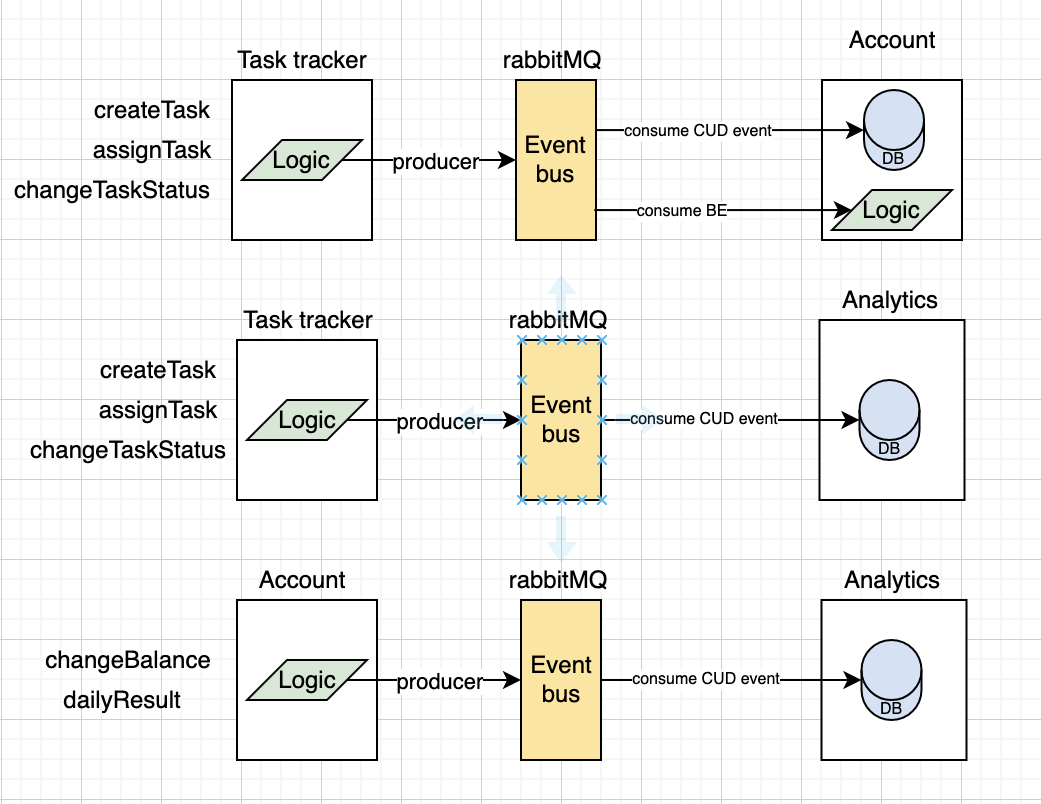 Account
Task tracker
rabbitMQ
createTask
assignTask
changeTaskStatus
Logic
producer
Event
bus
consume CUD event
DB
consume BE
Logic
Analytics
Task tracker
rabbitMQ
createTask
assignTask
changeTaskStatus
Logic
producer
Event
bus
consume CUD event
DB
Account
rabbitMQ
Analytics
changeBalance
dailyResult
Logic
producer
Event
bus
consume CUD event
DB